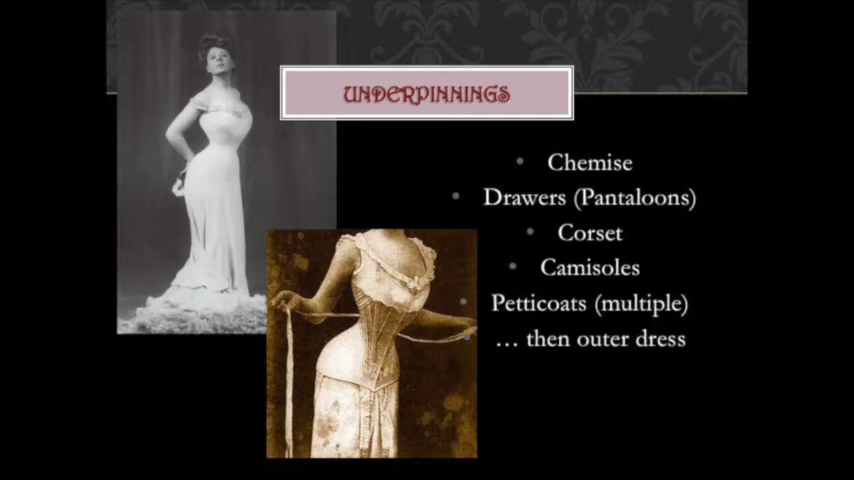 UNDERPINNINGS
Chemise
Drawers (Pantaloons)
Corset
Camisoles
Petticoats (multiple)
… then outer dress